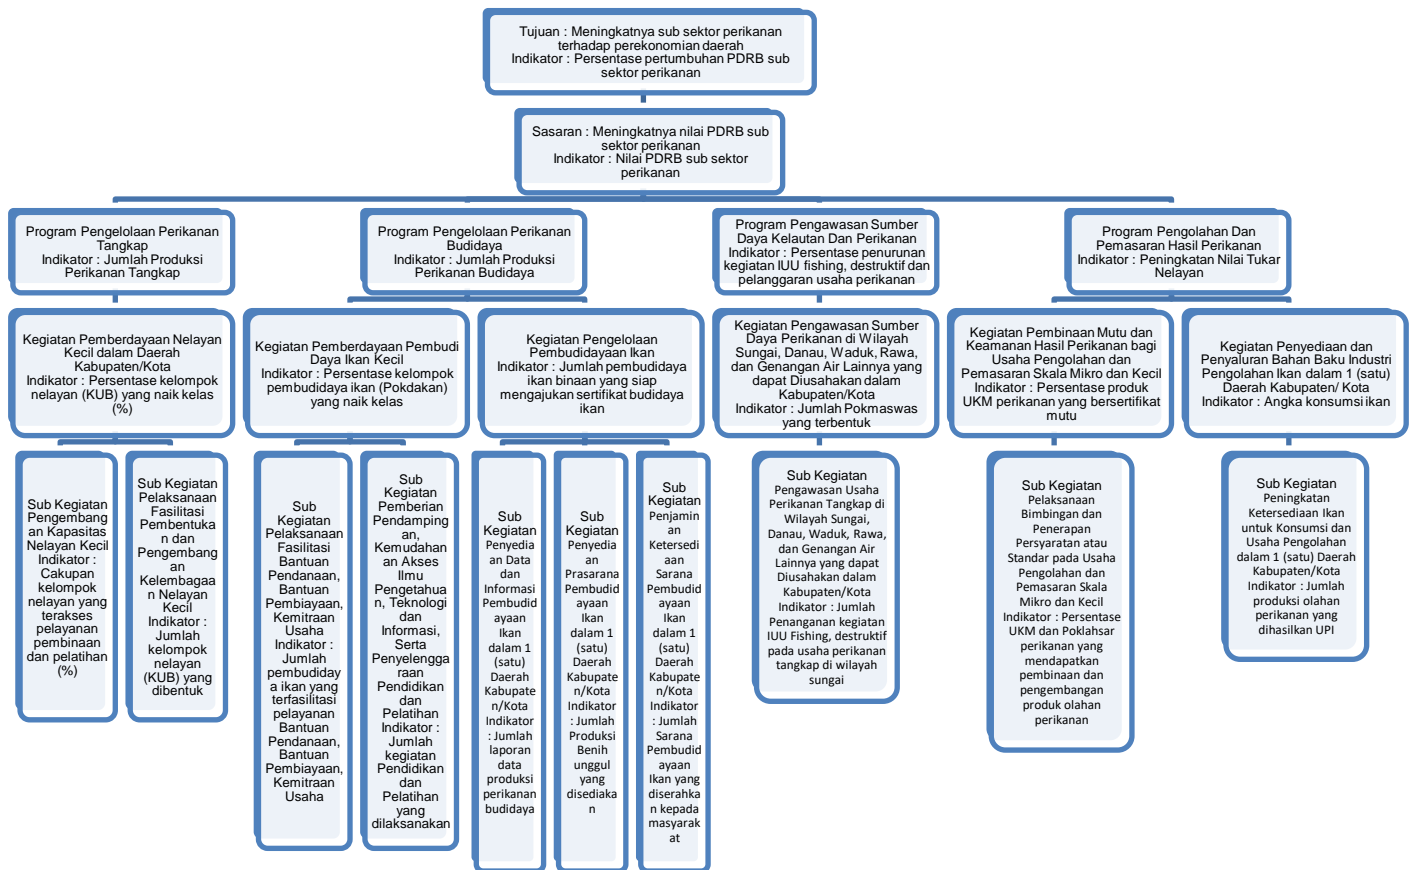 Tujuan : Meningkatnya sub sektor perikanan
terhadap perekonomian daerah
Indikator : Persentase pertumbuhan PDRB sub
sektor perikanan
Sasaran : Meningkatnya nilai PDRB sub
sektor perikanan
Indikator : Nilai PDRB sub sektor
perikanan
Program Pengelolaan Perikanan
Tangkap
Indikator : Jumlah Produksi
Perikanan Tangkap
Program Pengelolaan Perikanan
Budidaya
Indikator : Jumlah Produksi
Perikanan Budidaya
Program Pengawasan Sumber
Daya Kelautan Dan Perikanan
Indikator : Persentase penurunan
kegiatan IUU fishing, destruktif dan
pelanggaran usaha perikanan
Program Pengolahan Dan
Pemasaran Hasil Perikanan
Indikator : Peningkatan Nilai Tukar
Nelayan
Kegiatan Pemberdayaan Nelayan
Kecil dalam Daerah
Kabupaten/Kota
Indikator : Persentase kelompok
nelayan (KUB) yang naik kelas
(%)
Kegiatan Pemberdayaan Pembudi
Daya Ikan Kecil
Indikator : Persentase kelompok
pembudidaya ikan (Pokdakan)
yang naik kelas
Kegiatan Pengelolaan
Pembudidayaan Ikan
Indikator : Jumlah pembudidaya
ikan binaan yang siap
mengajukan sertifikat budidaya
ikan
Kegiatan Pengawasan Sumber
Daya Perikanan di Wilayah
Sungai, Danau, Waduk, Rawa,
dan Genangan Air Lainnya yang
dapat Diusahakan dalam
Kabupaten/Kota
Indikator : Jumlah Pokmaswas
yang terbentuk
Kegiatan Pembinaan Mutu dan
Keamanan Hasil Perikanan bagi
Usaha Pengolahan dan
Pemasaran Skala Mikro dan Kecil
Indikator : Persentase produk
UKM perikanan yang bersertifikat
mutu
Kegiatan Penyediaan dan
Penyaluran Bahan Baku Industri
Pengolahan Ikan dalam 1 (satu)
Daerah Kabupaten/ Kota
Indikator : Angka konsumsi ikan
Sub Kegiatan
Pengembang
an Kapasitas
Nelayan Kecil
Indikator :
Cakupan
kelompok
nelayan yang
terakses
pelayanan
pembinaan
dan pelatihan
(%)
Sub Kegiatan
Pelaksanaan
Fasilitasi
Pembentuka
n dan
Pengembang
an
Kelembagaa
n Nelayan
Kecil
Indikator :
Jumlah
kelompok
nelayan
(KUB) yang
dibentuk
Sub
Kegiatan
Pelaksanaan
Fasilitasi
Bantuan
Pendanaan,
Bantuan
Pembiayaan,
Kemitraan
Usaha
Indikator :
Jumlah
pembudiday
a ikan yang
terfasilitasi
pelayanan
Bantuan
Pendanaan,
Bantuan
Pembiayaan,
Kemitraan
Usaha
Sub
Kegiatan
Pemberian
Pendamping
an,
Kemudahan
an Akses
Ilmu
Pengetahua
n, Teknologi
dan
Informasi,
Serta
Penyelengga
raan
Pendidikan
dan
Pelatihan
Indikator :
Jumlah
kegiatan
Pendidikan
dan
Pelatihan
yang
dilaksanakan
Sub
Kegiatan
Penyedia
n Data
dan
Informasi
Pembudid
ayaan
Ikan
dalam 1
(satu)
Daerah
Kabupate
n/Kota
Indikator
: Jumlah
laporan
data
produksi
perikanan
budidaya
Sub
Kegiatan
Penyedia
n
Prasarana
Pembudid
ayaan
Ikan
dalam 1
(satu)
Daerah
Kabupate
n/Kota
Indikator
: Jumlah
Produksi
Benih
unggul
yang
disediaka
n
Sub
Kegiatan
Penjamin
an
Ketersedi
aan
Sarana
Pembudid
ayaan
Ikan
dalam 1
(satu)
Daerah
Kabupate
n/Kota
Indikator
: Jumlah
Sarana
Pembudid
ayaan
Ikan yang
diserahka
n kepada
masyarak
at
Sub Kegiatan
Pengawasan Usaha
Perikanan Tangkap di
Wilayah Sungai,
Danau, Waduk, Rawa,
dan Genangan Air
Lainnya yang dapat
Diusahakan dalam
Kabupaten/Kota
Indikator : Jumlah
Penanganan kegiatan
IUU Fishing, destruktif
pada usaha perikanan
tangkap di wilayah
sungai
Sub Kegiatan
Pelaksanaan
Bimbingan dan
Penerapan
Persyaratan atau
Standar pada Usaha
Pengolahan dan
Pemasaran Skala
Mikro dan Kecil
Indikator : Persentase
UKM dan Poklahsar
perikanan yang
mendapatkan
pembinaan dan
pengembangan
produk olahan
perikanan
Sub Kegiatan
Peningkatan
Ketersediaan Ikan
untuk Konsumsi dan
Usaha Pengolahan
dalam 1 (satu) Daerah
Kabupaten/Kota
Indikator : Jumlah
produksi olahan
perikanan yang
dihasilkan UPI